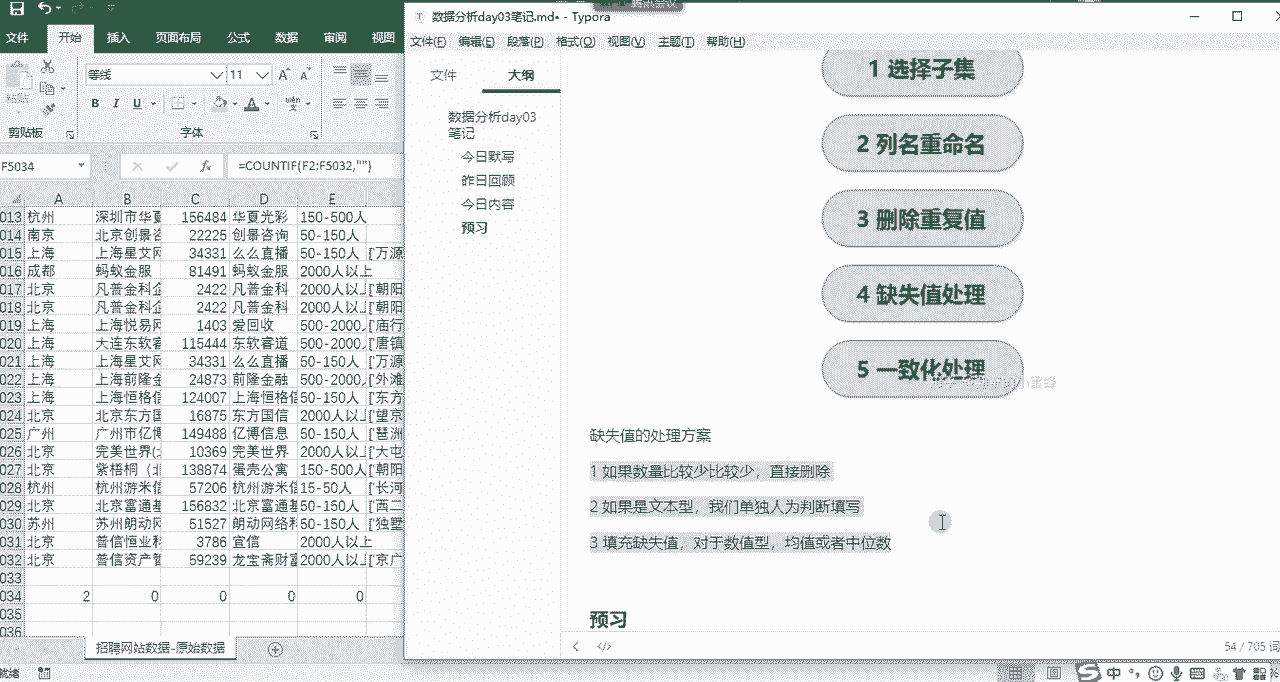 腾讯会议
数据分析day03笔记.md• - Typora
文件 开始 插入 页面布局 公式 数据 审阅 视图
文件(F) 编辑(E) 段落(P) 格式(O) 视图(V) 主题(T) 帮助(H)
粘贴 等线 11
B I U A
剪贴板 字体
F5034 fx =COUNTIF(F2:F5032,"")
A B C D E
013 杭州 深圳市华夏 156484 华夏光彩 150-500人
014 南京 北京创景咨 22225 创景咨询 50-150人
015 上海 上海星艾网 34331 么么直播 50-150人 ['万源
016 成都 蚂蚁金服 81491 蚂蚁金服 2000人以上
017 北京 凡普金科企 2422 凡普金科 2000人以上 ['朝阳
018 北京 凡普金科企 2422 凡普金科 2000人以上 ['朝阳
019 上海 上海悦易网 1403 爱回收 500-2000 ['庙行
020 上海 大连东软睿 115444 东软睿道 500-2000 ['唐镇
021 上海 上海星艾网 34331 么么直播 50-150人 ['万源
022 上海 上海前隆金 24873 前隆金融 500-2000 ['外滩
023 上海 上海恒格信 124007 上海恒格信 50-150人 ['东方
024 北京 北京东方国 16875 东方国信 2000人以上 ['望京
025 广州 广州市亿博 149488 亿博信息 50-150人 ['琶洲
026 北京 完美世界(北 10369 完美世界 2000人以上 ['大屯
027 北京 紫梧桐（北 138874 蛋壳公寓 150-500人 ['朝阳
028 杭州 杭州游米信 57206 杭州游米信 15-50人 ['长河
029 北京 北京富通基 156832 北京富通基 50-150人 ['西二
030 苏州 苏州朗动网 51527 朗动网络科 50-150人 ['独墅
031 北京 普信恒业科 3786 宜信 2000人以上
032 北京 普信资产管 59239 龙宝斋财富 2000人以上 ['京广
033
034 2 0 0 0 0
035
036
招聘网站数据-原始数据
就绪
文件 大纲
数据分析day03
笔记
今日默写
昨日回顾
今日内容
预习
1 选择子集
2 列名重命名
3 删除重复值
4 缺失值处理
5 一致化处理
缺失值的处理方案
1 如果数量比较少比较少，直接删除
2 如果是文本型，我们单独人为判断填写
3 填充缺失值，对于数值型，均值或者中位数
预习
54 / 705 词
中